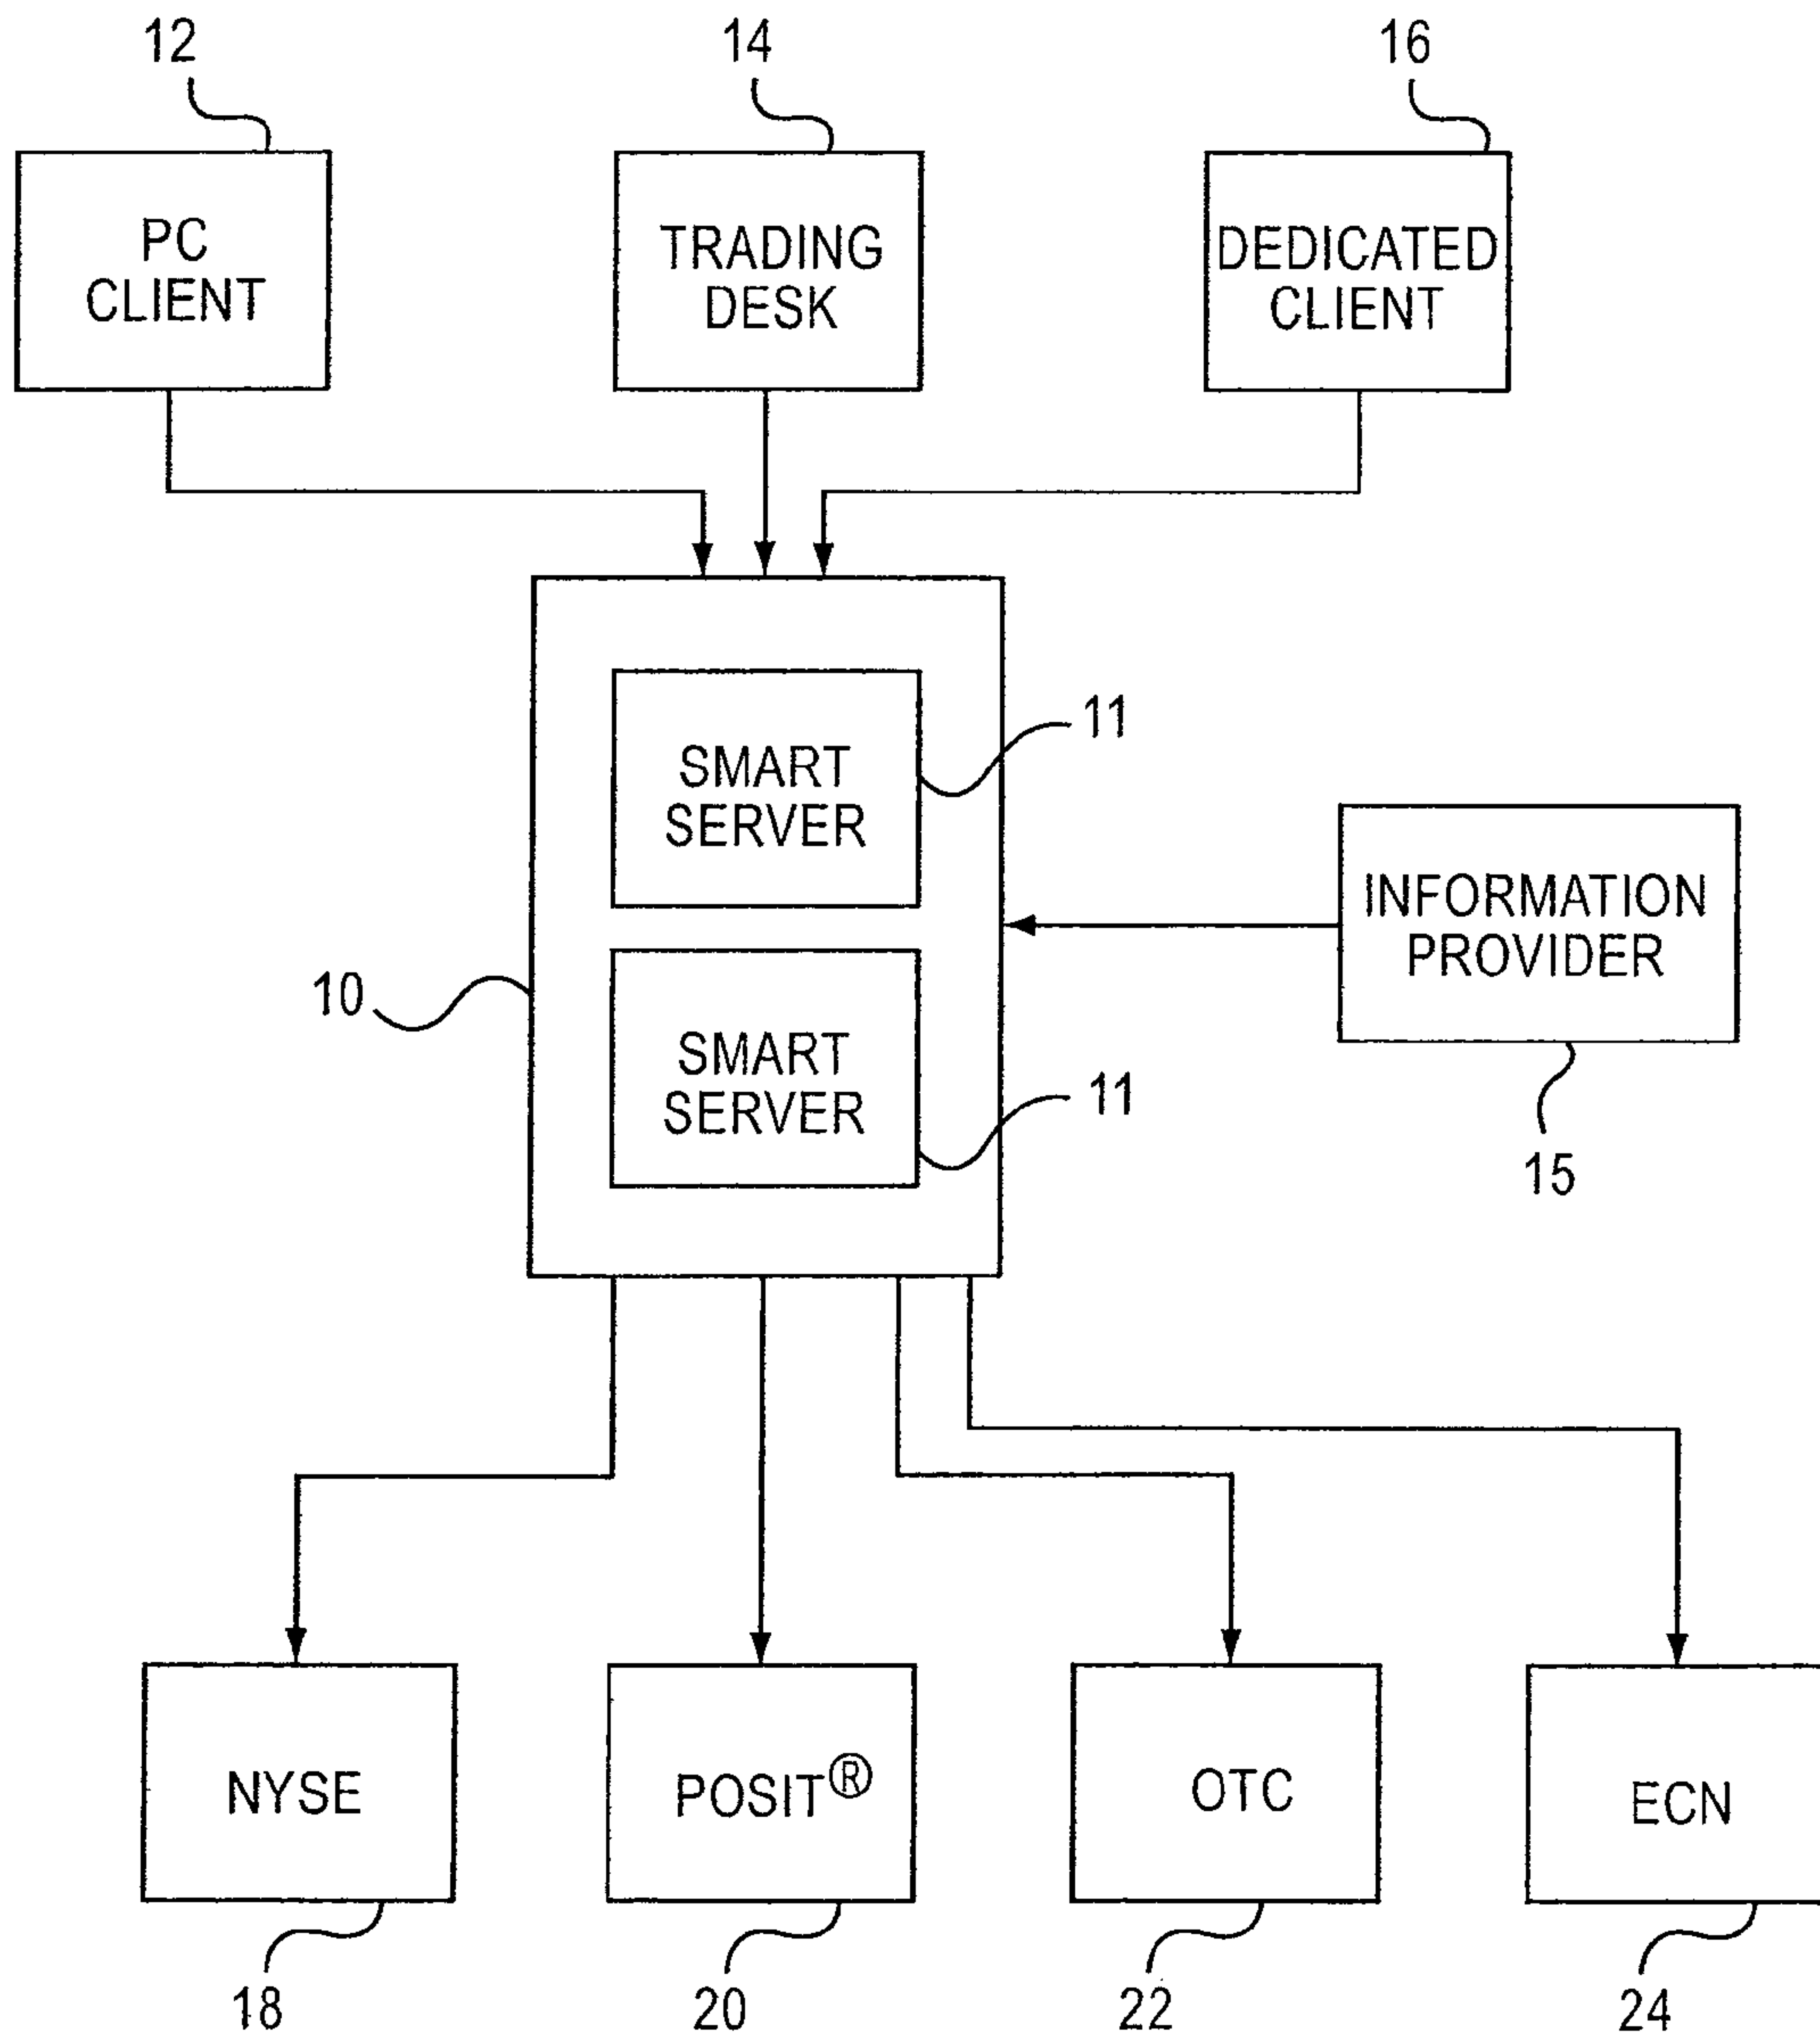 12
14
16
PC
CLIENT
TRADING
DESK
DEDICATED
CLIENT
11
SMART
SERVER
INFORMATION
PROVIDER
10
SMART
SERVER
11
15
NYSE
POSIT®
OTC
ECN
18
20
22
24